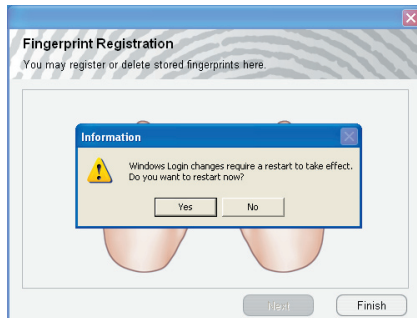 Fingerprint Registration
You may register or delete stored fingerprints here.
Information
Windows Login changes require a restart to take effect.
Do you want to restart now?
Yes
No
Next
Finish